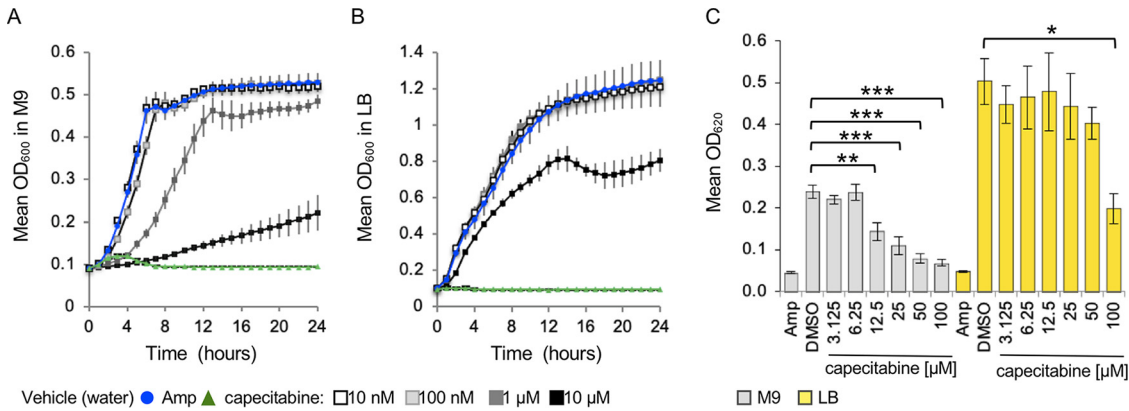 A
Mean OD600 in M9
0.6
0.5
0.4
0.3
0.2
0.1
0
0 4 8 12 16 20 24
Time (hours)
B
Mean OD600 in LB
1.4
1.2
1.0
0.8
0.6
0.4
0.2
0
0 4 8 12 16 20 24
Time (hours)
C
Mean OD620
0.6
0.5
0.4
0.3
0.2
0.1
0
***
***
***
**
*
Amp DMSO 3.125 6.25 12.5 25 50 100 Amp DMSO 3.125 6.25 12.5 25 50 100
capecitabine [µM] capecitabine [µM]
Vehicle (water) Amp capecitabine: 10 nM 100 nM 1 µM 10 µM M9 LB